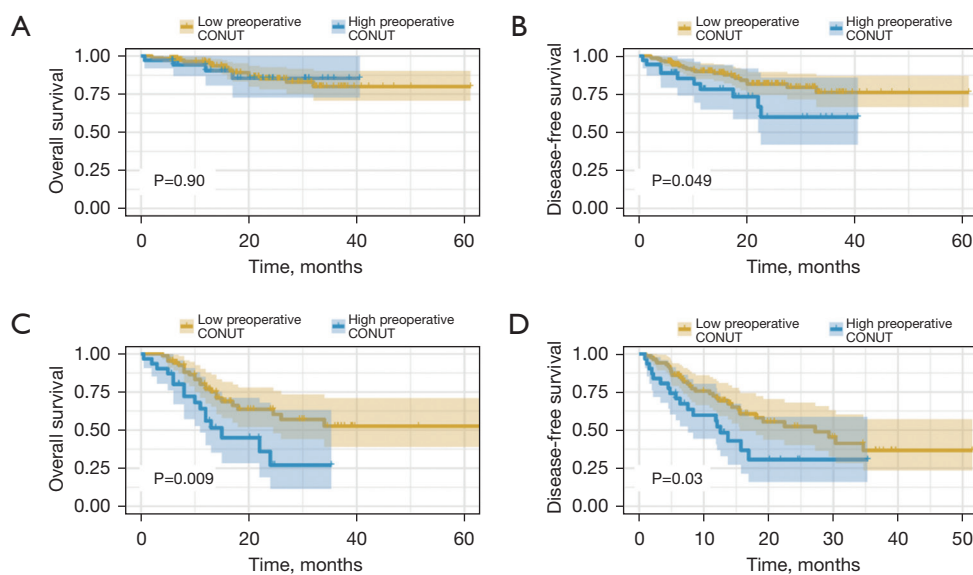 A
Low preoperative CONUT
High preoperative CONUT
Overall survival
1.00
0.75
0.50
0.25
0.00
P=0.90
0 20 40 60
Time, months
B
Low preoperative CONUT
High preoperative CONUT
Disease-free survival
1.00
0.75
0.50
0.25
0.00
P=0.049
0 20 40 60
Time, months
C
Low preoperative CONUT
High preoperative CONUT
Overall survival
1.00
0.75
0.50
0.25
0.00
P=0.009
0 20 40 60
Time, months
D
Low preoperative CONUT
High preoperative CONUT
Disease-free survival
1.00
0.75
0.50
0.25
0.00
P=0.03
0 10 20 30 40 50
Time, months